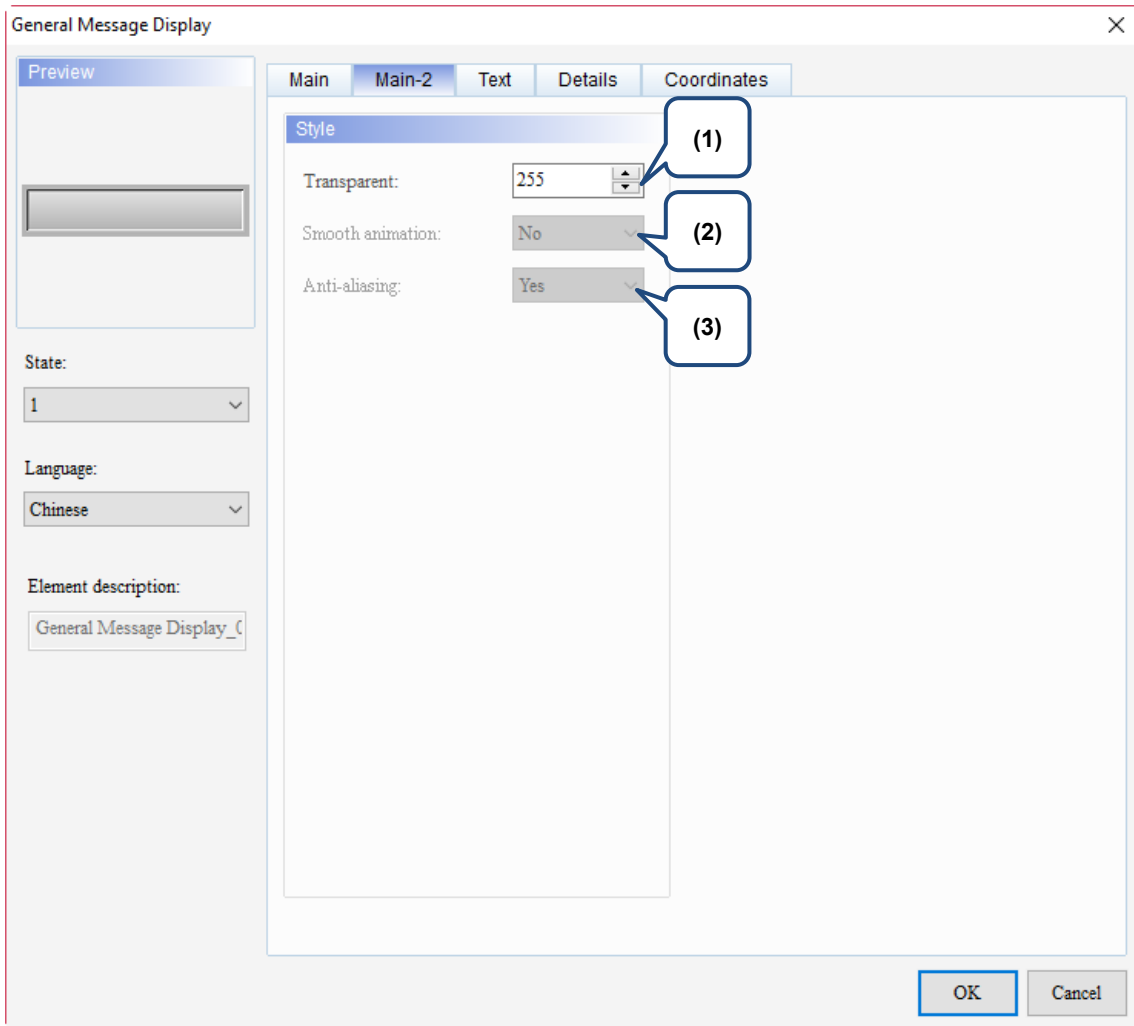 General Message Display
Preview
Main Main-2 Text Details Coordinates
Style
(1)
Transparent: 255
Smooth animation: No
(2)
Anti-aliasing: Yes
(3)
State:
1
Language:
Chinese
Element description:
General Message Display_
OK Cancel